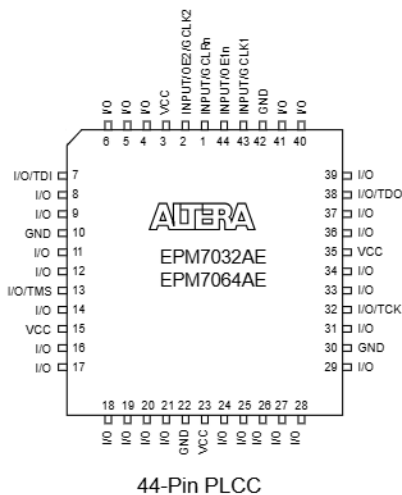 I/O I/O I/O VCC INPUT/OE2/GCLK2 INPUT/GCLRn INPUT/OE1n INPUT/GCLK1 GND I/O I/O
6 5 4 3 2 1 44 43 42 41 40
I/O/TDI 7
I/O 8
I/O 9
GND 10
I/O 11
I/O 12
I/O/TMS 13
I/O 14
VCC 15
I/O 16
I/O 17
ALTERA
EPM7032AE
EPM7064AE
39 I/O
38 I/O/TDO
37 I/O
36 I/O
35 VCC
34 I/O
33 I/O
32 I/O/TCK
31 I/O
30 GND
29 I/O
18 19 20 21 22 23 24 25 26 27 28
I/O I/O I/O I/O GND VCC I/O I/O I/O I/O I/O
44-Pin PLCC